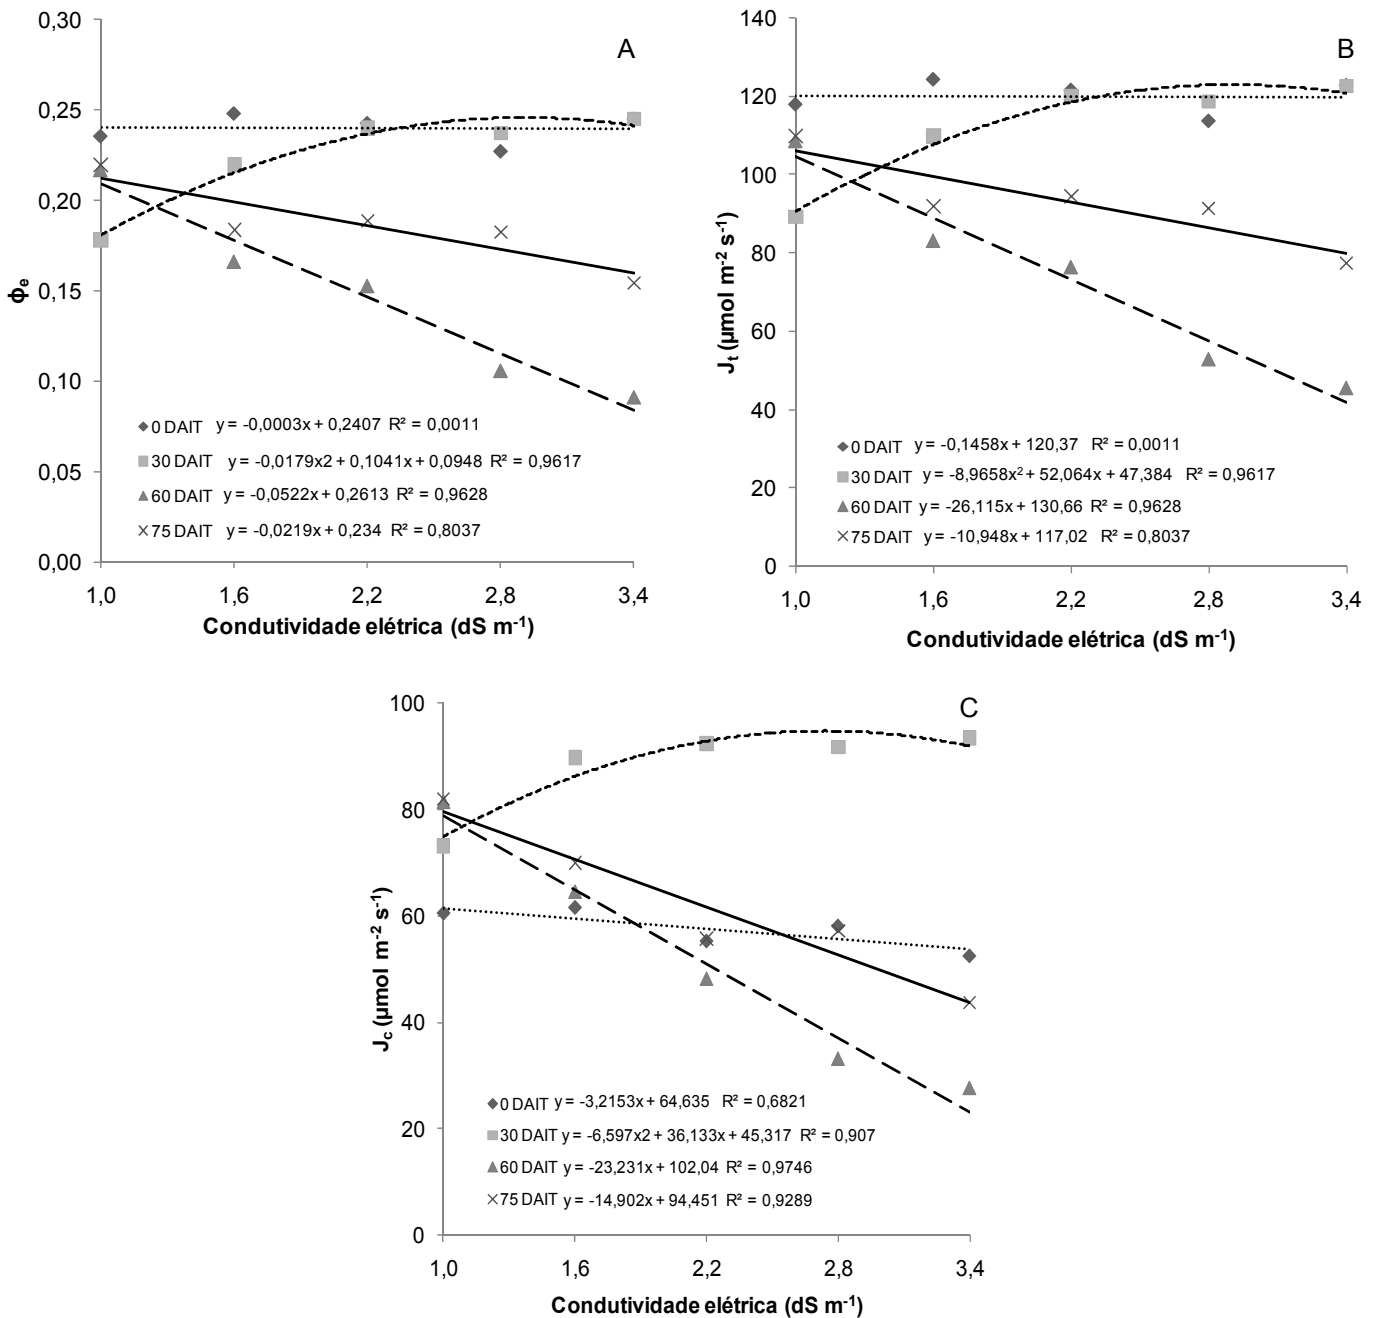 A
0,30
0,25
0,20
0,15
0,10
0,05
0,00
ϕe
0 DAIT y = -0,0003x + 0,2407 R² = 0,0011
30 DAIT y = -0,0179x2 + 0,1041x + 0,0948 R² = 0,9617
60 DAIT y = -0,0522x + 0,2613 R² = 0,9628
75 DAIT y = -0,0219x + 0,234 R² = 0,8037
1,0 1,6 2,2 2,8 3,4
Condutividade elétrica (dS m-1)
B
140
120
100
80
60
40
20
0
Jt (µmol m-2 s-1)
0 DAIT y = -0,1458x + 120,37 R² = 0,0011
30 DAIT y = -8,9658x² + 52,064x + 47,384 R² = 0,9617
60 DAIT y = -26,115x + 130,66 R² = 0,9628
75 DAIT y = -10,948x + 117,02 R² = 0,8037
1,0 1,6 2,2 2,8 3,4
Condutividade elétrica (dS m-1)
C
100
80
60
40
20
0
Jc (µmol m-2 s-1)
0 DAIT y = -3,2153x + 64,635 R² = 0,6821
30 DAIT y = -6,597x2 + 36,133x + 45,317 R² = 0,907
60 DAIT y = -23,231x + 102,04 R² = 0,9746
75 DAIT y = -14,902x + 94,451 R² = 0,9289
1,0 1,6 2,2 2,8 3,4
Condutividade elétrica (dS m-1)